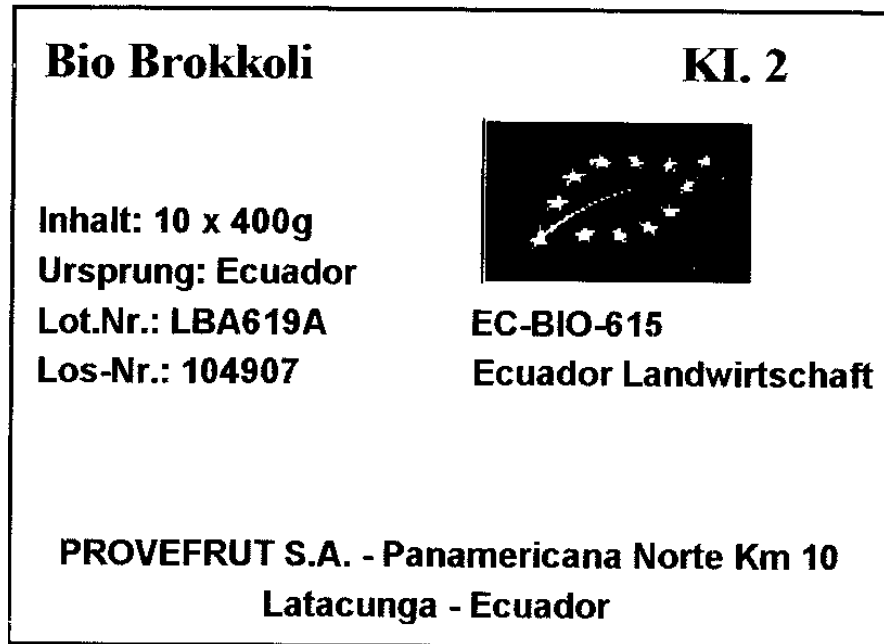 Bio Brokkoli KI. 2
Inhalt: 10 x 400g
Ursprung: Ecuador
Lot.Nr.: LBA619A
Los-Nr.: 104907
EC-BIO-615
Ecuador Landwirtschaft
PROVEFRUT S.A. - Panamericana Norte Km 10
Latacunga - Ecuador